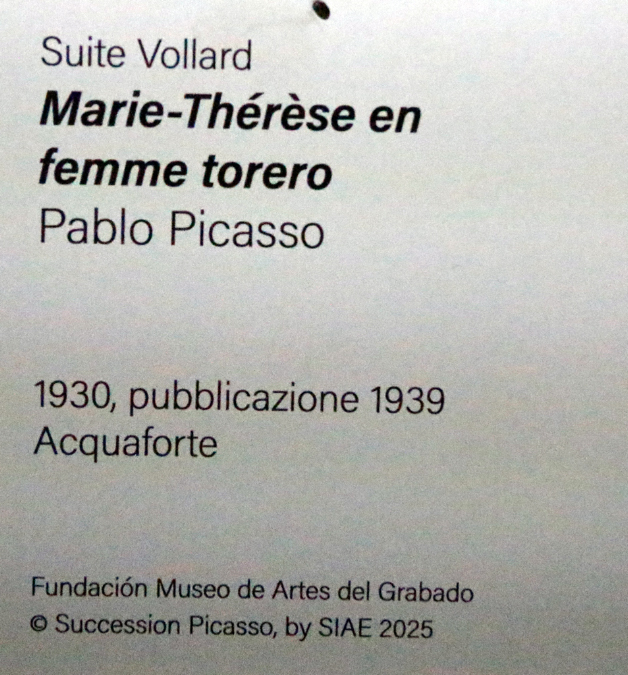 Suite Vollard
Marie-Thérèse en
femme torero
Pablo Picasso
1930, pubblicazione 1939
Acquaforte
Fundación Museo de Artes del Grabado
© Succession Picasso, by SIAE 2025